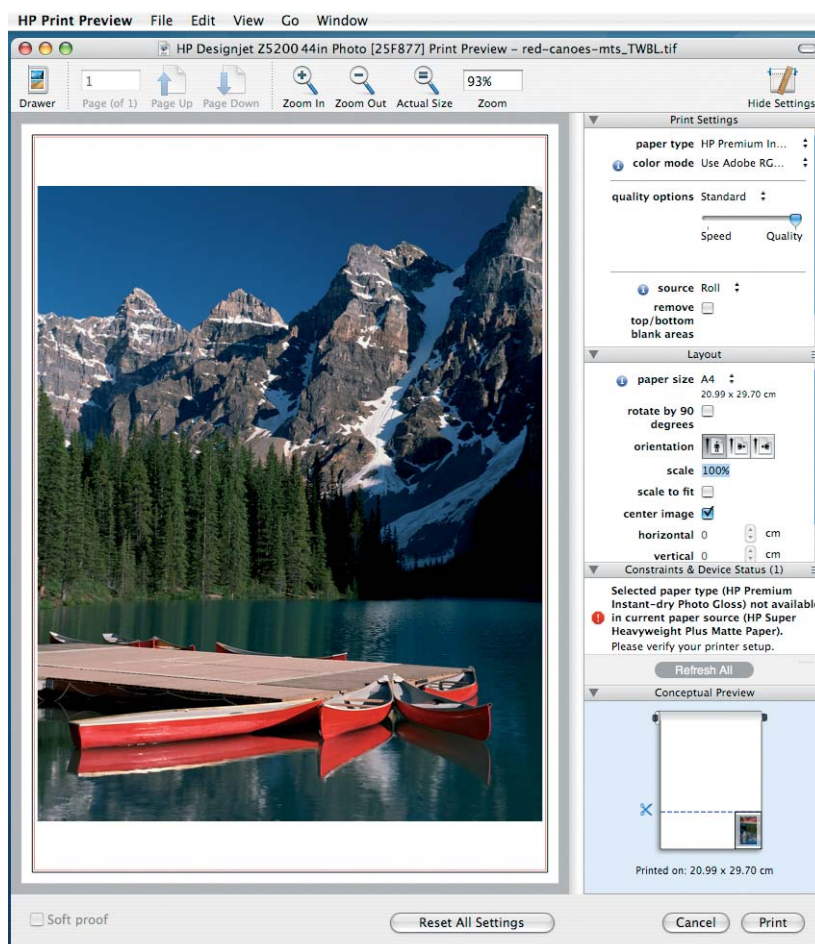 HP Print Preview File Edit View Go Window
HP Designjet Z5200 44in Photo [25F877] Print Preview – red-canoes-mts_TWBL.tif
1
93%
Drawer Page (of 1) Page Up Page Down Zoom In Zoom Out Actual Size Zoom Hide Settings
Print Settings
paper type HP Premium In...
color mode Use Adobe RG...
quality options Standard
Speed Quality
source Roll
remove
top/bottom
blank areas
Layout
paper size A4
20.99 x 29.70 cm
rotate by 90
degrees
orientation
scale 100%
scale to fit
center image
horizontal 0 cm
vertical 0 cm
Constraints & Device Status (1)
Selected paper type (HP Premium
Instant-dry Photo Gloss) not available
in current paper source (HP Super
Heavyweight Plus Matte Paper).
Please verify your printer setup.
Refresh All
Conceptual Preview
Printed on: 20.99 x 29.70 cm
Soft proof Reset All Settings Cancel Print